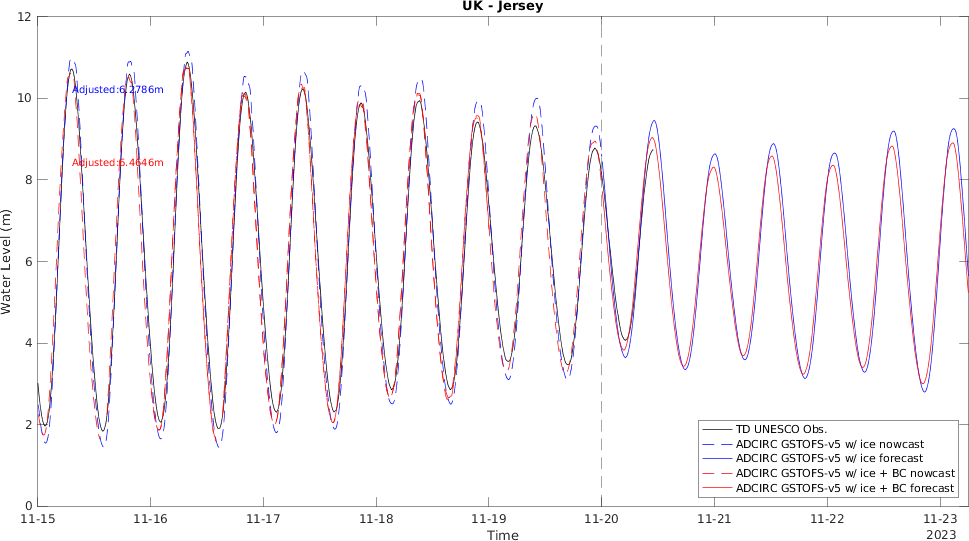 UK - Jersey
12
10
8
6
4
2
0
Water Level (m)
Adjusted:6.2786m
Adjusted:6.4646m
TD UNESCO Obs.
ADCIRC GSTOFS-v5 w/ ice nowcast
ADCIRC GSTOFS-v5 w/ ice forecast
ADCIRC GSTOFS-v5 w/ ice + BC nowcast
ADCIRC GSTOFS-v5 w/ ice + BC forecast
11-15 11-16 11-17 11-18 11-19 11-20 11-21 11-22 11-23
Time
2023